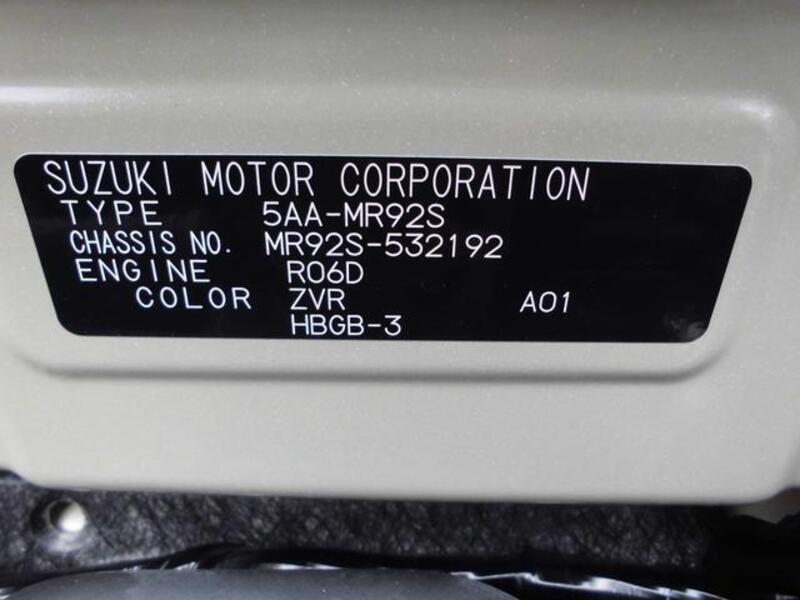 SUZUKI MOTOR CORPORATION
TYPE 5AA-MR92S
CHASSIS NO. MR92S-532192
ENGINE R06D
COLOR ZVR A01
HBGB-3